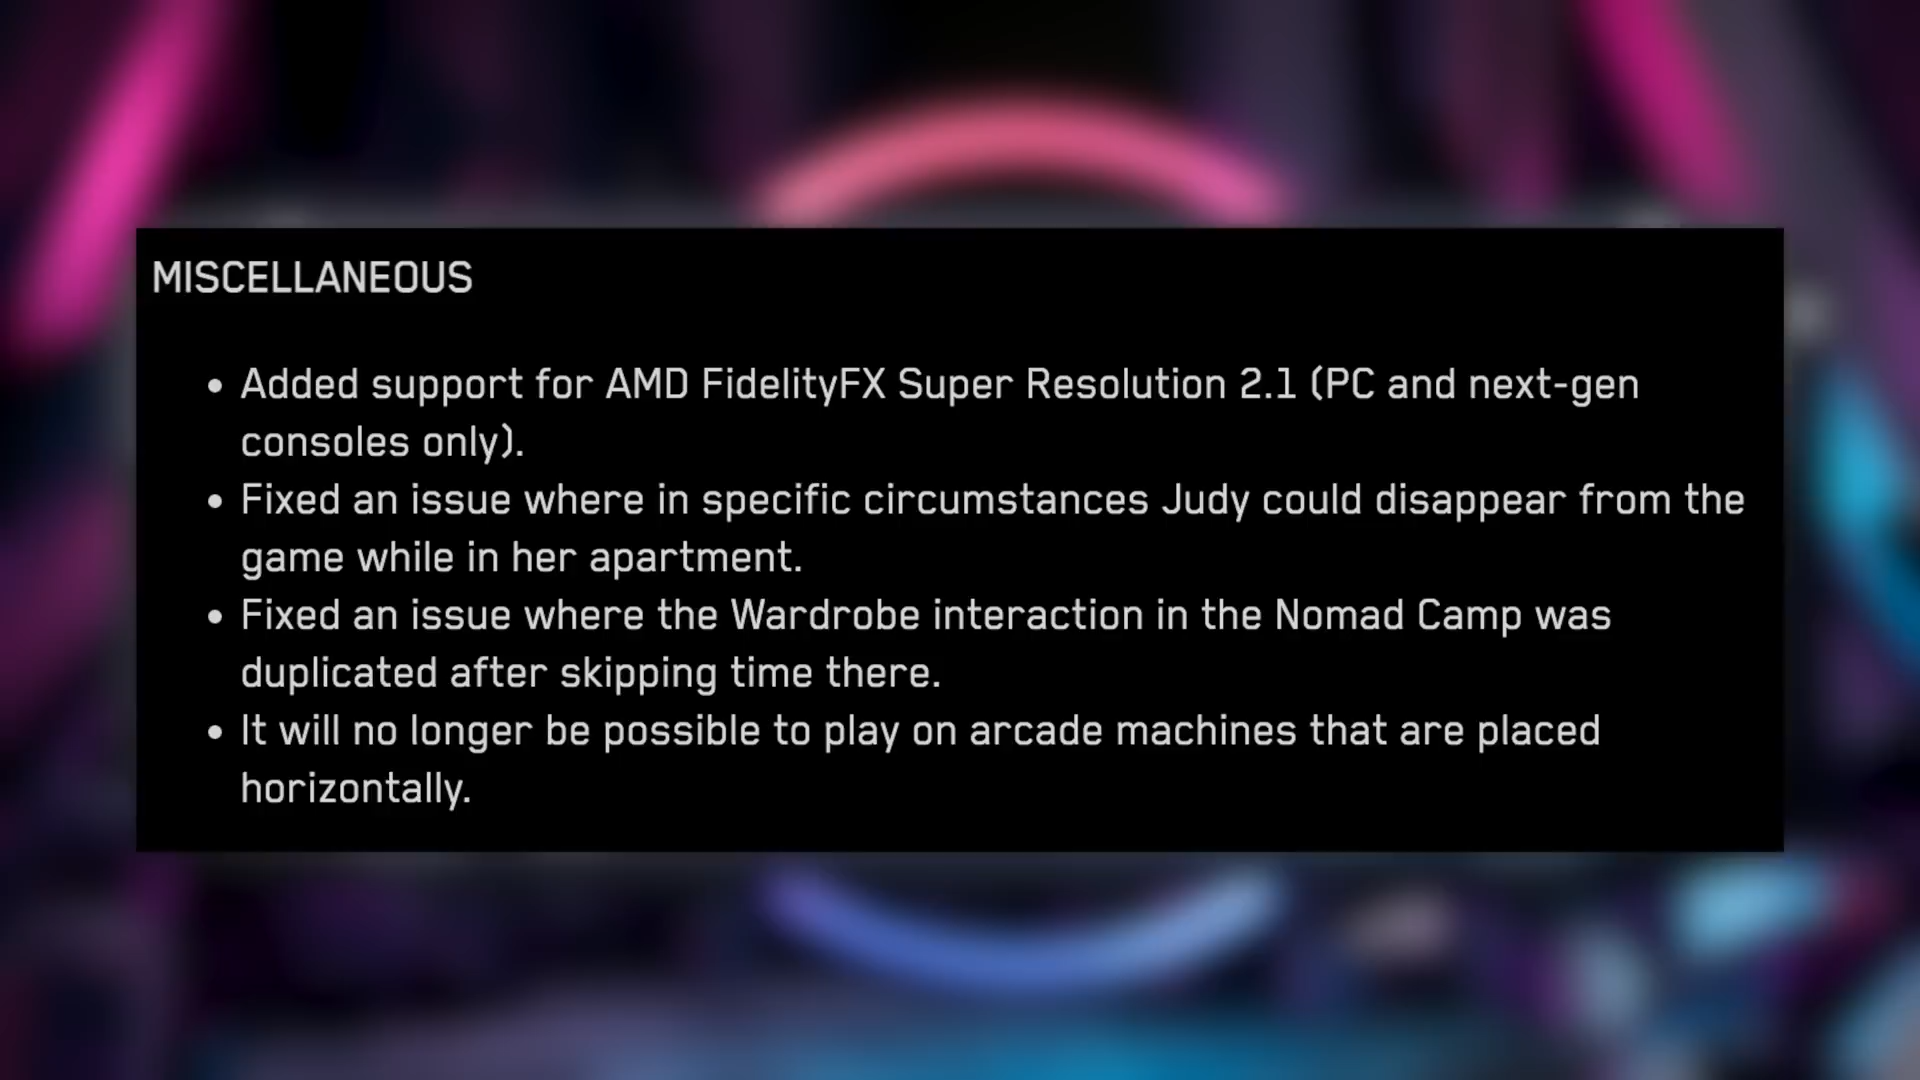 MISCELLANEOUS
• Added support for AMD FidelityFX Super Resolution 2.1 (PC and next-gen
consoles only).
• Fixed an issue where in specific circumstances Judy could disappear from the
game while in her apartment.
• Fixed an issue where the Wardrobe interaction in the Nomad Camp was
duplicated after skipping time there.
• It will no longer be possible to play on arcade machines that are placed
horizontally.